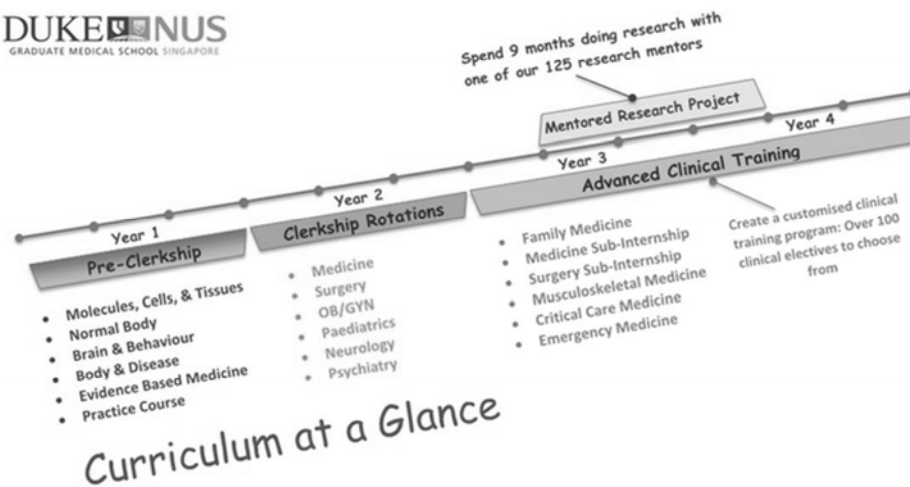 DUKE NUS
GRADUATE MEDICAL SCHOOL SINGAPORE
Spend 9 months doing research with
one of our 125 research mentors
Mentored Research Project
Year 1
Year 2
Year 3
Year 4
Pre-Clerkship
Clerkship Rotations
Advanced Clinical Training
• Molecules, Cells, & Tissues
• Normal Body
• Brain & Behaviour
• Body & Disease
• Evidence Based Medicine
• Practice Course
• Medicine
• Surgery
• OB/GYN
• Paediatrics
• Neurology
• Psychiatry
• Family Medicine
• Medicine Sub-Internship
• Surgery Sub-Internship
• Musculoskeletal Medicine
• Critical Care Medicine
• Emergency Medicine
Create a customised clinical
training program: Over 100
clinical electives to choose
from
Curriculum at a Glance